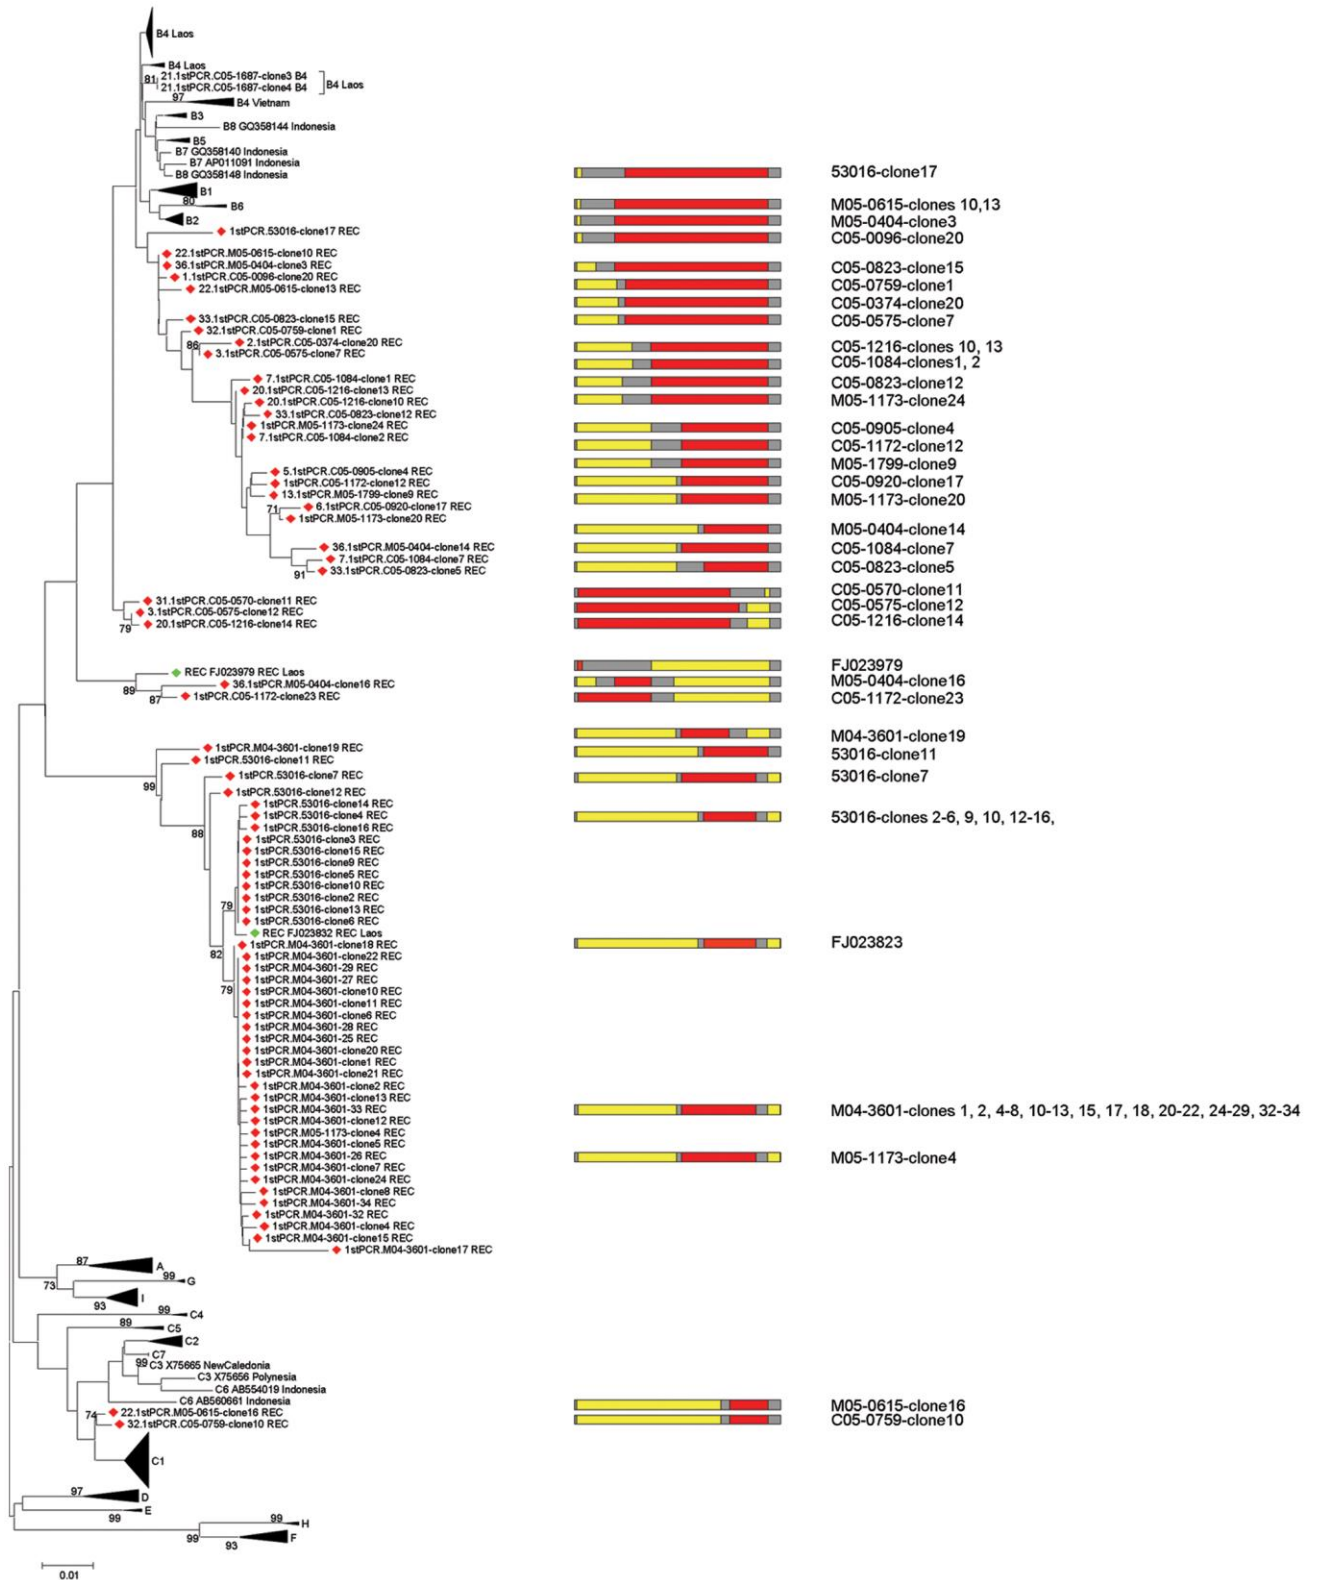 B4 Laos
B4 Laos
81
21.1stPCR.C05-1687-clone3 B4
21.1stPCR.C05-1687-clone4 B4
B4 Laos
97
B4 Vietnam
B3
B8 GQ358144 Indonesia
B5
B7 GQ358140 Indonesia
B7 AP011091 Indonesia
B8 GQ358148 Indonesia
B1
80
B6
B2
1stPCR.53016-clone17 REC
22.1stPCR.M05-0615-clone10 REC
36.1stPCR.M05-0404-clone3 REC
1.1stPCR.C05-0096-clone20 REC
22.1stPCR.M05-0615-clone13 REC
33.1stPCR.C05-0823-clone15 REC
32.1stPCR.C05-0759-clone1 REC
86
2.1stPCR.C05-0374-clone20 REC
3.1stPCR.C05-0575-clone7 REC
7.1stPCR.C05-1084-clone1 REC
20.1stPCR.C05-1216-clone13 REC
20.1stPCR.C05-1216-clone10 REC
33.1stPCR.C05-0823-clone12 REC
1stPCR.M05-1173-clone24 REC
7.1stPCR.C05-1084-clone2 REC
5.1stPCR.C05-0905-clone4 REC
1stPCR.C05-1172-clone12 REC
13.1stPCR.M05-1799-clone9 REC
71
6.1stPCR.C05-0920-clone17 REC
1stPCR.M05-1173-clone20 REC
36.1stPCR.M05-0404-clone14 REC
7.1stPCR.C05-1084-clone7 REC
91
33.1stPCR.C05-0823-clone5 REC
31.1stPCR.C05-0570-clone11 REC
3.1stPCR.C05-0575-clone12 REC
79
20.1stPCR.C05-1216-clone14 REC
REC FJ023979 REC Laos
89
36.1stPCR.M05-0404-clone16 REC
87
1stPCR.C05-1172-clone23 REC
1stPCR.M04-3601-clone19 REC
1stPCR.53016-clone11 REC
99
1stPCR.53016-clone7 REC
1stPCR.53016-clone12 REC
1stPCR.53016-clone14 REC
1stPCR.53016-clone4 REC
88
1stPCR.53016-clone16 REC
1stPCR.53016-clone3 REC
1stPCR.53016-clone15 REC
1stPCR.53016-clone9 REC
1stPCR.53016-clone5 REC
1stPCR.53016-clone10 REC
1stPCR.53016-clone2 REC
79
1stPCR.53016-clone13 REC
1stPCR.53016-clone6 REC
REC FJ023832 REC Laos
1stPCR.M04-3601-clone18 REC
82
1stPCR.M04-3601-clone22 REC
1stPCR.M04-3601-29 REC
1stPCR.M04-3601-27 REC
79
1stPCR.M04-3601-clone10 REC
1stPCR.M04-3601-clone11 REC
1stPCR.M04-3601-clone6 REC
1stPCR.M04-3601-28 REC
1stPCR.M04-3601-25 REC
1stPCR.M04-3601-clone20 REC
1stPCR.M04-3601-clone1 REC
1stPCR.M04-3601-clone21 REC
1stPCR.M04-3601-clone2 REC
1stPCR.M04-3601-clone13 REC
1stPCR.M04-3601-33 REC
1stPCR.M04-3601-clone12 REC
1stPCR.M05-1173-clone4 REC
1stPCR.M04-3601-clone5 REC
1stPCR.M04-3601-26 REC
1stPCR.M04-3601-clone7 REC
1stPCR.M04-3601-clone24 REC
1stPCR.M04-3601-clone8 REC
1stPCR.M04-3601-34 REC
1stPCR.M04-3601-32 REC
1stPCR.M04-3601-clone4 REC
1stPCR.M04-3601-clone15 REC
1stPCR.M04-3601-clone17 REC
87
A
73
99
G
93
I
99
C4
89
C5
C2
C7
99
C3 X75665 NewCaledonia
C3 X75656 Polynesia
C6 AB554019 Indonesia
C6 AB560661 Indonesia
74
22.1stPCR.M05-0615-clone16 REC
32.1stPCR.C05-0759-clone10 REC
C1
97
D
99
E
99
H
99
93
F
0.01
53016-clone17
M05-0615-clones 10,13
M05-0404-clone3
C05-0096-clone20
C05-0823-clone15
C05-0759-clone1
C05-0374-clone20
C05-0575-clone7
C05-1216-clones 10, 13
C05-1084-clones1, 2
C05-0823-clone12
M05-1173-clone24
C05-0905-clone4
C05-1172-clone12
M05-1799-clone9
C05-0920-clone17
M05-1173-clone20
M05-0404-clone14
C05-1084-clone7
C05-0823-clone5
C05-0570-clone11
C05-0575-clone12
C05-1216-clone14
FJ023979
M05-0404-clone16
C05-1172-clone23
M04-3601-clone19
53016-clone11
53016-clone7
53016-clones 2-6, 9, 10, 12-16,
FJ023823
M04-3601-clones 1, 2, 4-8, 10-13, 15, 17, 18, 20-22, 24-29, 32-34
M05-1173-clone4
M05-0615-clone16
C05-0759-clone10